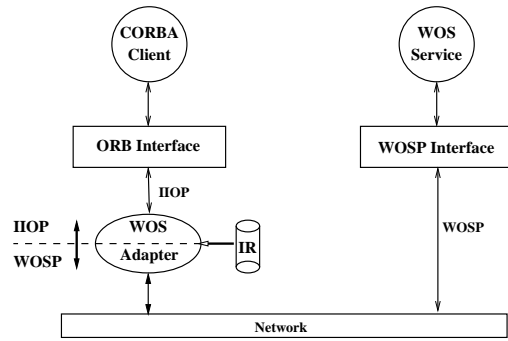 CORBA
Client
WOS
Service
ORB Interface
WOSP Interface
IIOP
IIOP
WOSP
WOS
Adapter
IR
WOSP
Network